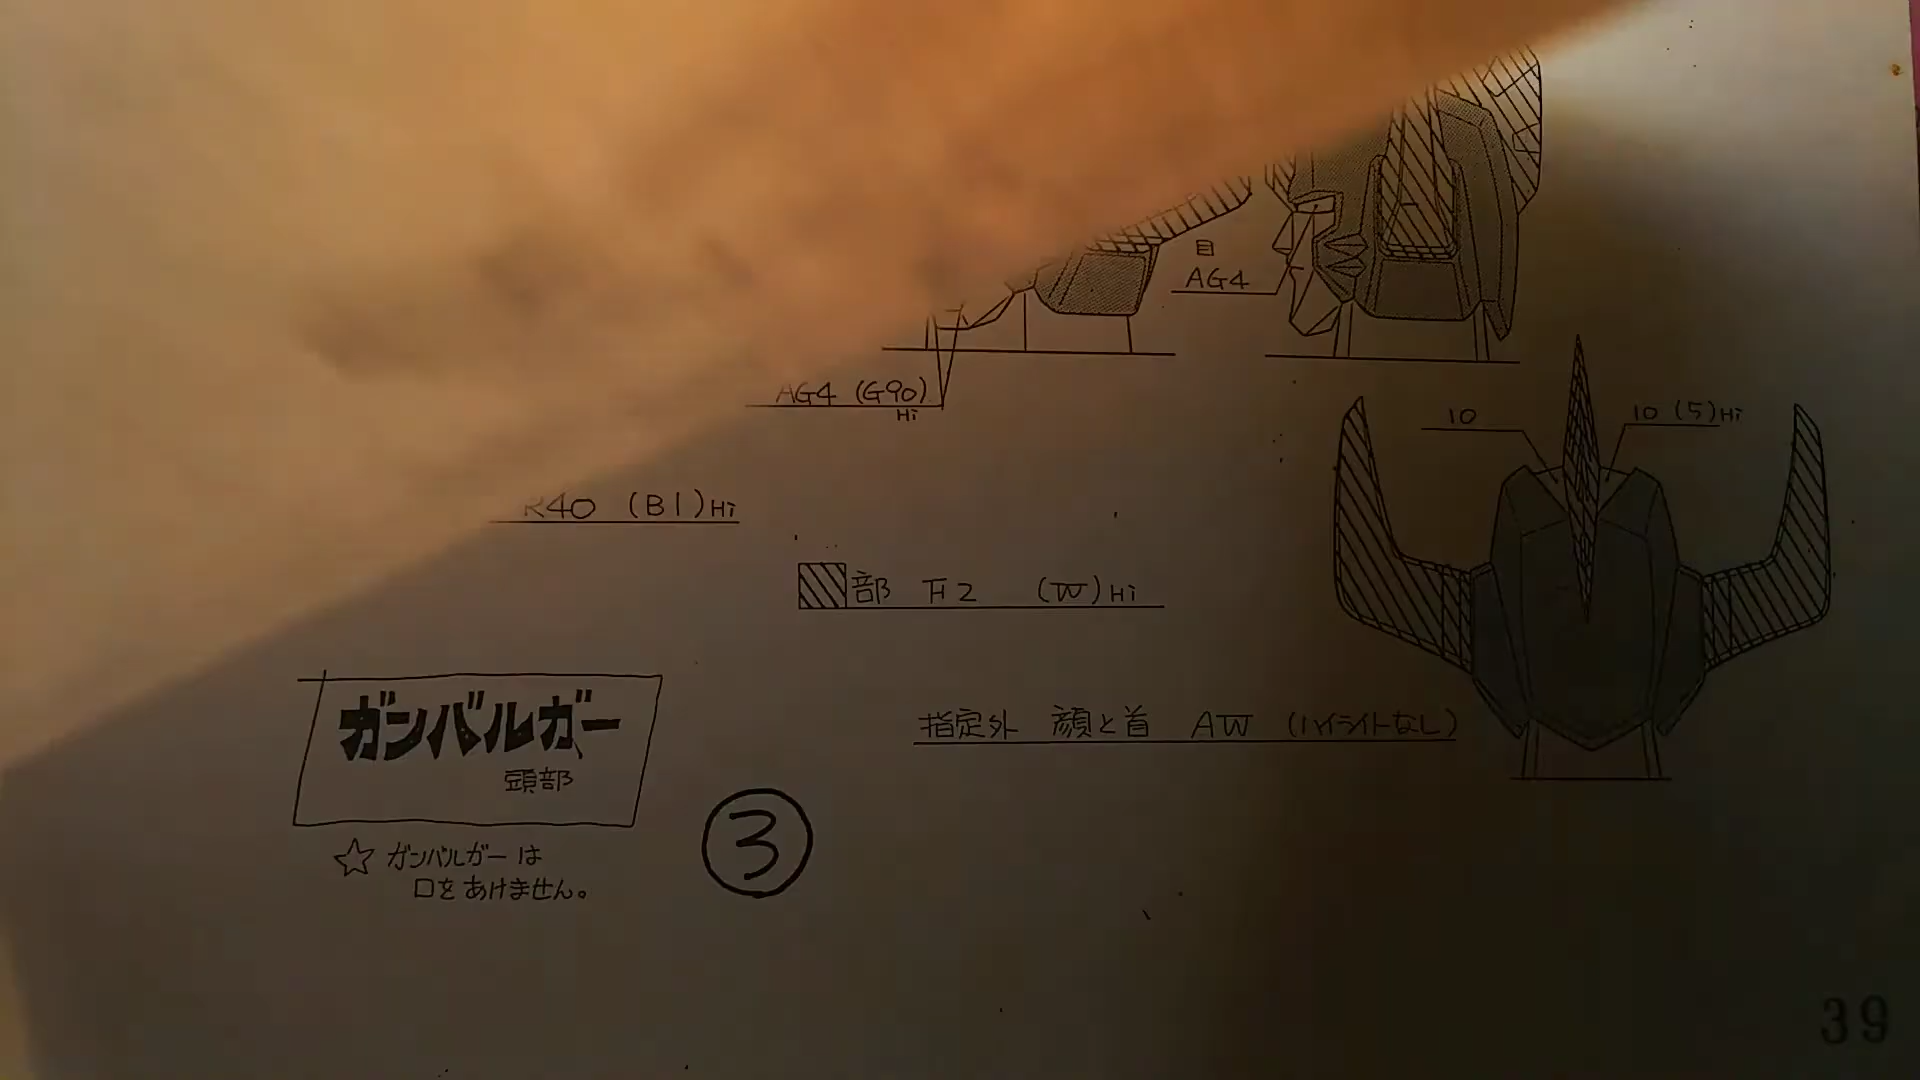 目
AG4
AG4 (G90)Hi
10
10 (5)Hi
R40 (B1)Hi
部
(W)Hi
指定外 顔と首 AW (ハイライトなし)
ガンバルガー
頭部
☆ ガンバルガーは
口をあけません。
③
39